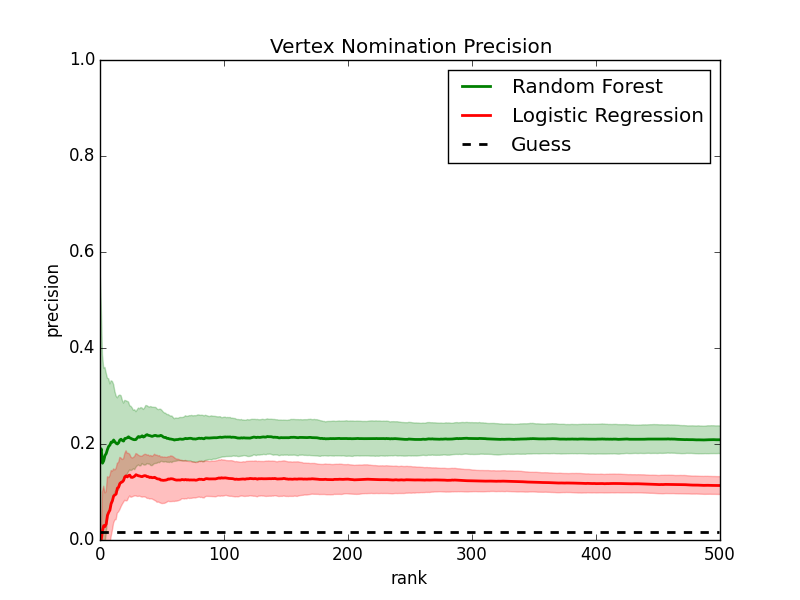 Vertex Nomination Precision
1.0
0.8
0.6
0.4
0.2
0.0
precision
Random Forest
Logistic Regression
Guess
0 100 200 300 400 500
rank